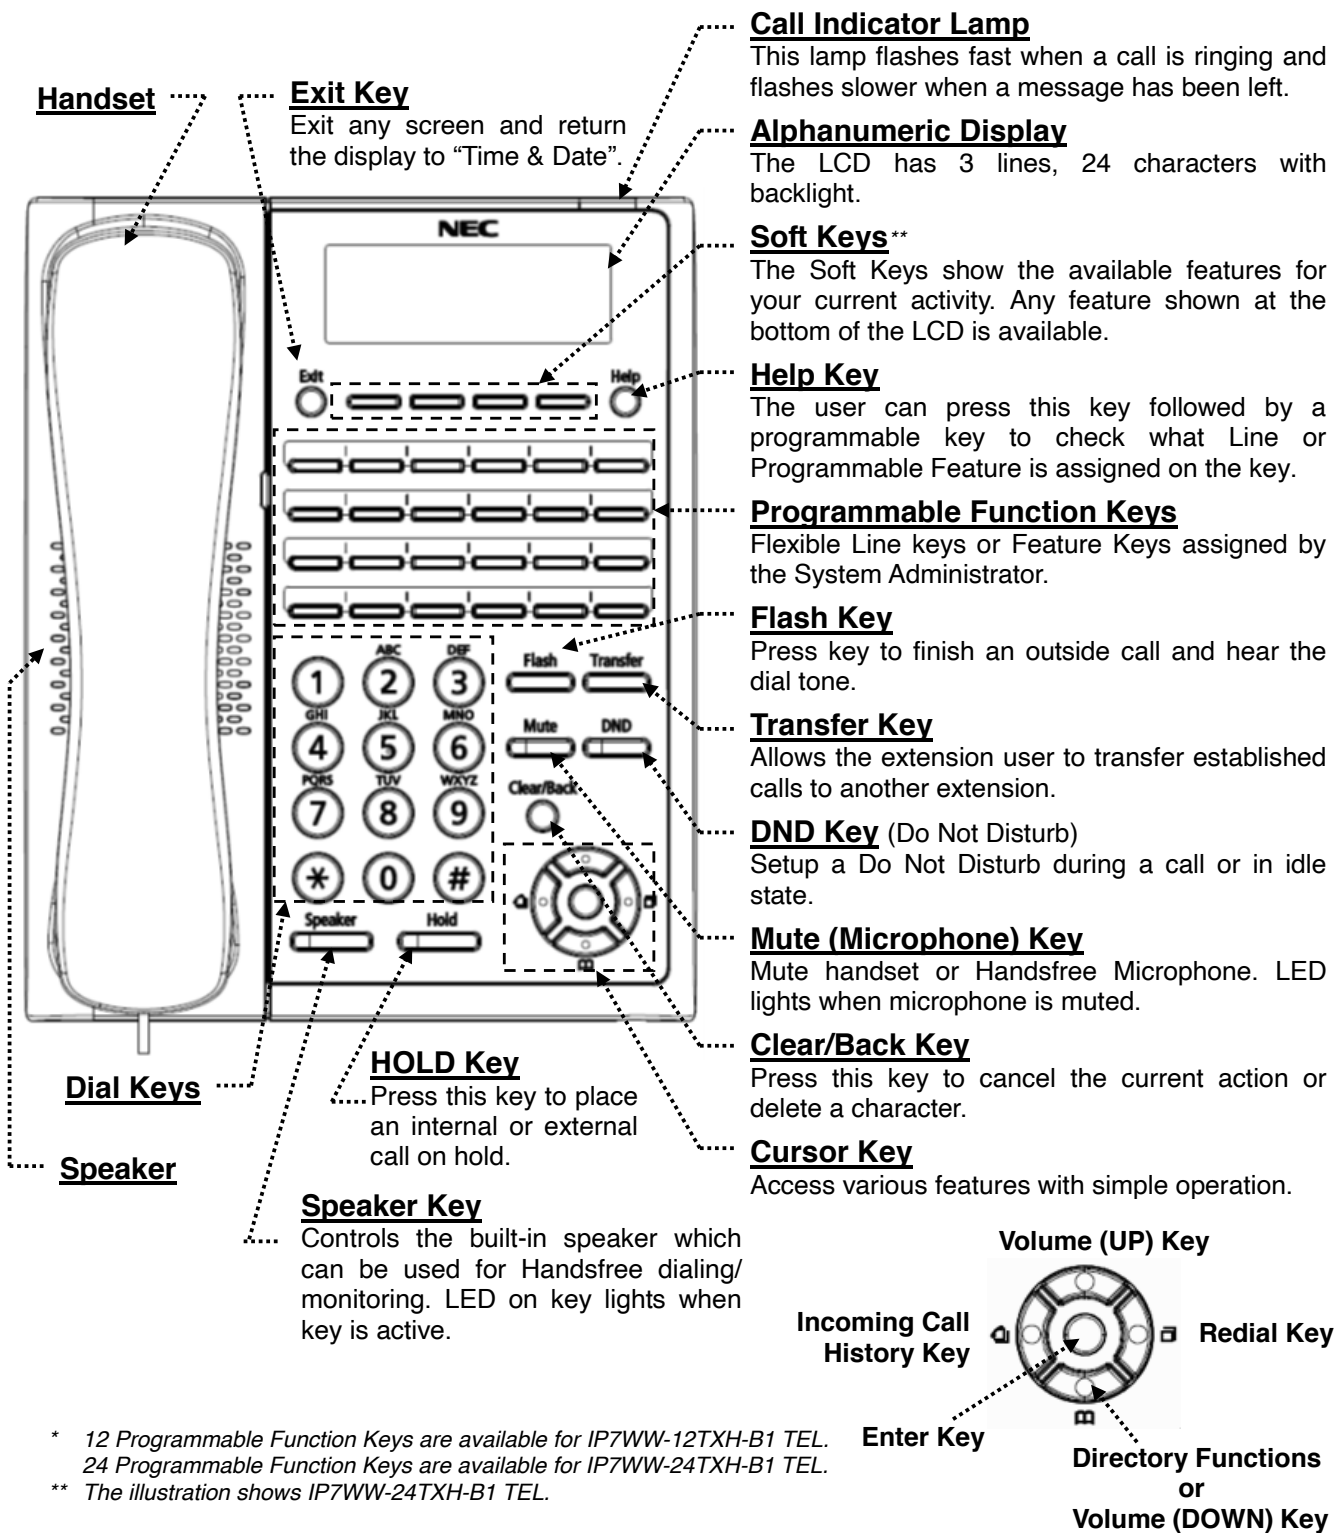 Call Indicator Lamp
This lamp flashes fast when a call is ringing and
flashes slower when a message has been left.
Handset
Exit Key
Exit any screen and return
the display to “Time & Date”.
Alphanumeric Display
The LCD has 3 lines, 24 characters with
backlight.
NEC
Soft Keys**
The Soft Keys show the available features for
your current activity. Any feature shown at the
bottom of the LCD is available.
Exit
Help
Help Key
The user can press this key followed by a
programmable key to check what Line or
Programmable Feature is assigned on the key.
Programmable Function Keys
Flexible Line keys or Feature Keys assigned by
the System Administrator.
Flash Key
Press key to finish an outside call and hear the
dial tone.
ABC DEF
1 2 3
Flash Transfer
GHI JKL MNO
4 5 6
Mute DND
PQRS TUV WXYZ
7 8 9
Clear/Back
* 0 #
Speaker Hold
Transfer Key
Allows the extension user to transfer established
calls to another extension.
DND Key (Do Not Disturb)
Setup a Do Not Disturb during a call or in idle
state.
Mute (Microphone) Key
Mute handset or Handsfree Microphone. LED
lights when microphone is muted.
Clear/Back Key
Press this key to cancel the current action or
delete a character.
Cursor Key
Access various features with simple operation.
Dial Keys
HOLD Key
Press this key to place
an internal or external
call on hold.
Speaker
Speaker Key
Controls the built-in speaker which
can be used for Handsfree dialing/
monitoring. LED on key lights when
key is active.
Volume (UP) Key
Incoming Call
History Key
Redial Key
Enter Key
Directory Functions
or
Volume (DOWN) Key
* 12 Programmable Function Keys are available for IP7WW-12TXH-B1 TEL.
24 Programmable Function Keys are available for IP7WW-24TXH-B1 TEL.
** The illustration shows IP7WW-24TXH-B1 TEL.